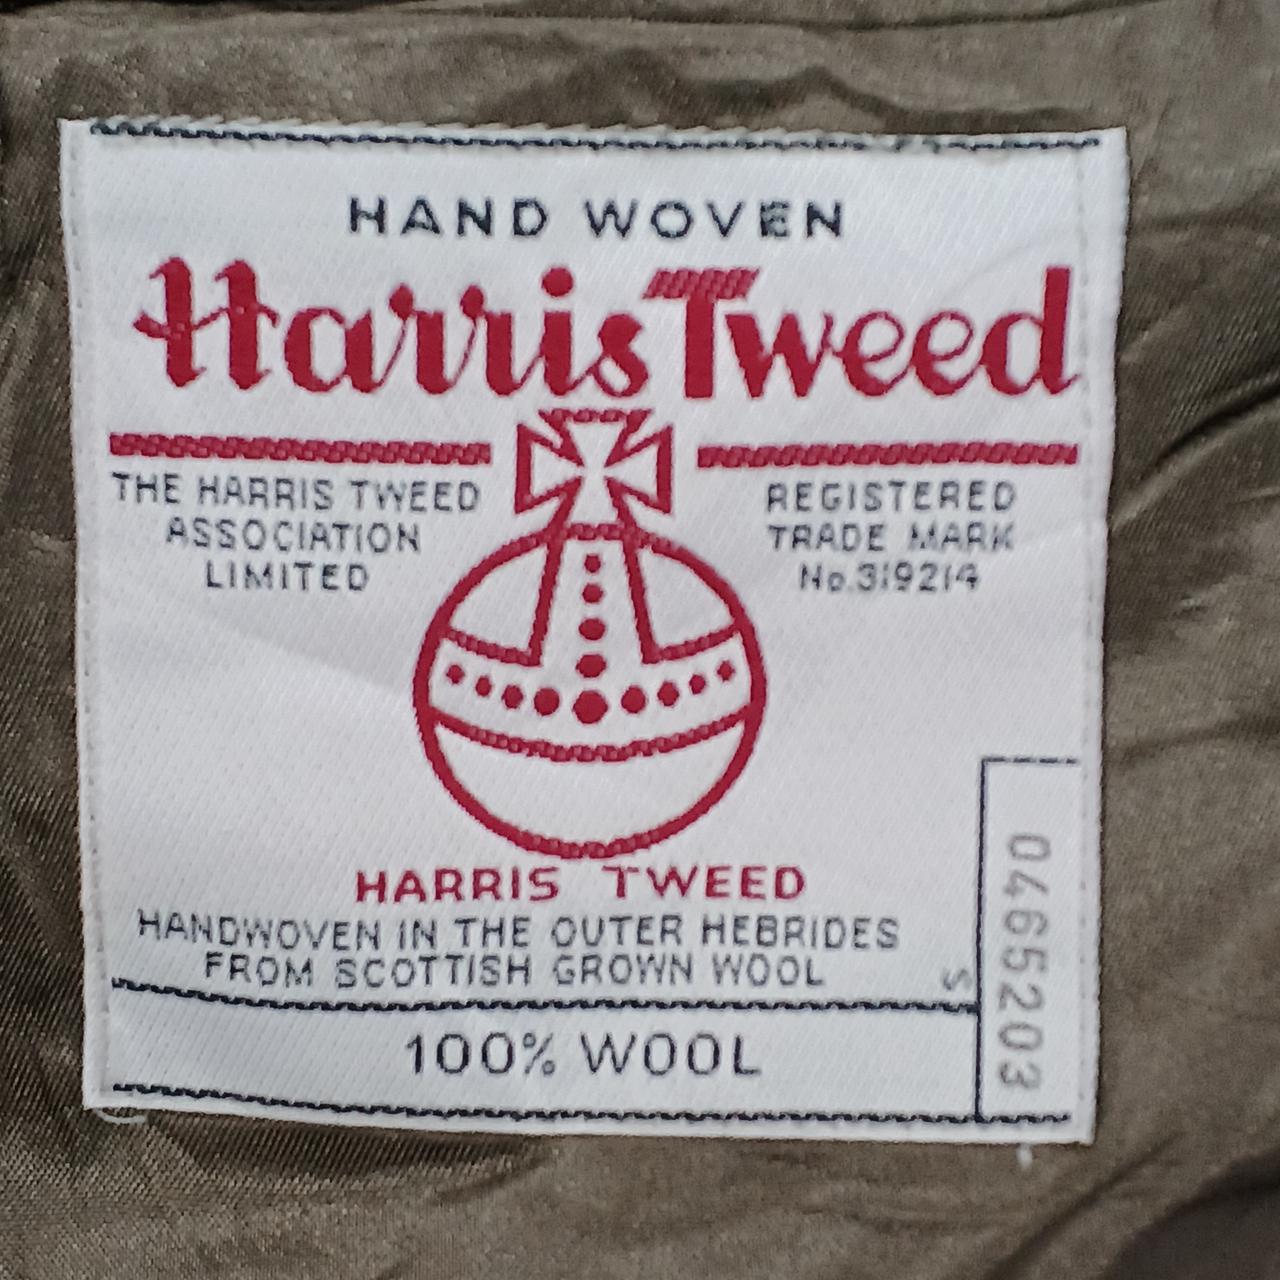 HAND WOVEN
Harris Tweed
THE HARRIS TWEED
ASSOCIATION
LIMITED
REGISTERED
TRADE MARK
No.319214
HARRIS TWEED
HANDWOVEN IN THE OUTER HEBRIDES
FROM SCOTTISH GROWN WOOL
S
100% WOOL
0465203